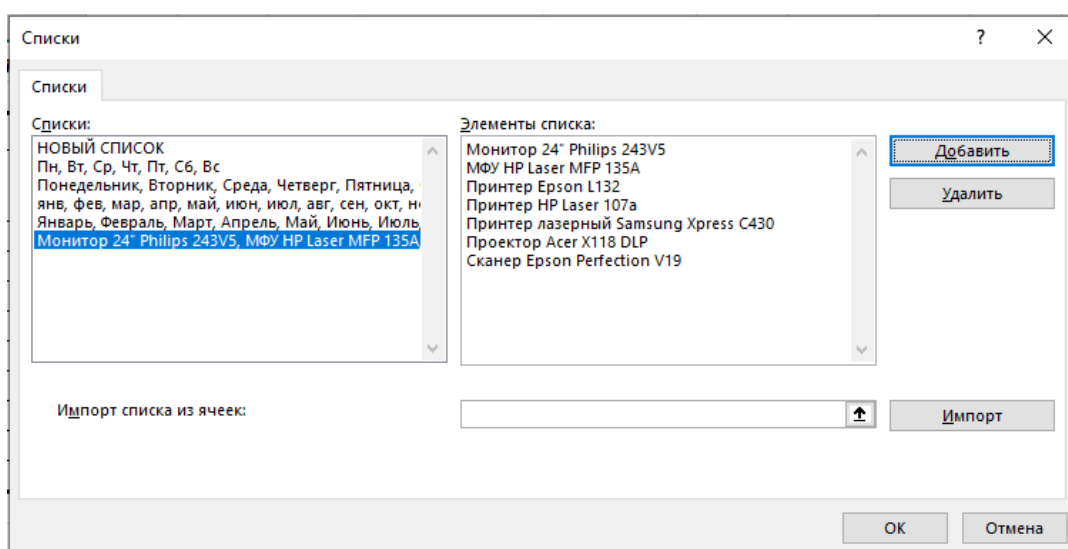 Списки
?
Списки
Списки:
НОВЫЙ СПИСОК
Пн, Вт, Ср, Чт, Пт, Сб, Вс
Понедельник, Вторник, Среда, Четверг, Пятница,
янв, фев, мар, апр, май, июн, июл, авг, сен, окт,
Январь, Февраль, Март, Апрель, Май, Июнь, Июль,
Монитор 24" Philips 243V5, МФУ HP Laser MFP 135A
Элементы списка:
Монитор 24" Philips 243V5
МФУ HP Laser MFP 135A
Принтер Epson L132
Принтер HP Laser 107a
Принтер лазерный Samsung Xpress C430
Проектор Acer X118 DLP
Сканер Epson Perfection V19
Добавить
Удалить
Импорт списка из ячеек:
Импорт
ОК
Отмена